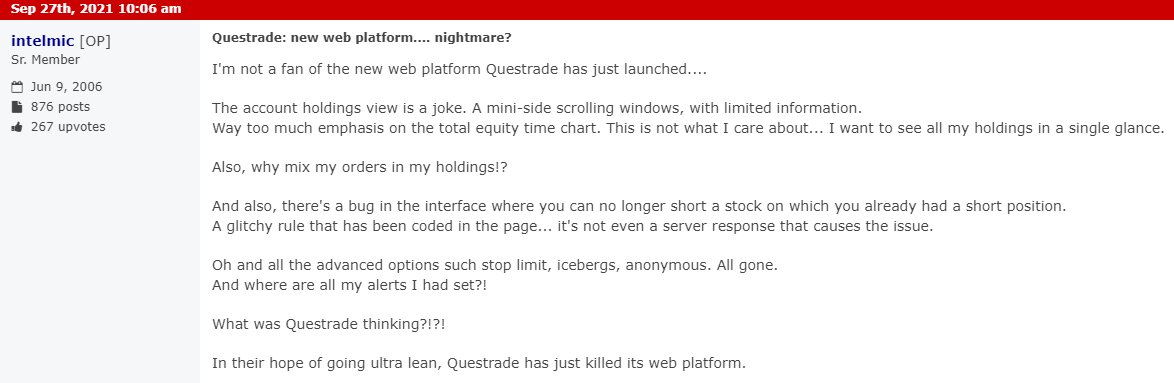 Sep 27th, 2021 10:06 am
intelmic [OP]
Sr. Member
Jun 9, 2006
876 posts
267 upvotes
Questrade: new web platform.... nightmare?
I'm not a fan of the new web platform Questrade has just launched....
The account holdings view is a joke. A mini-side scrolling windows, with limited information.
Way too much emphasis on the total equity time chart. This is not what I care about... I want to see all my holdings in a single glance.
Also, why mix my orders in my holdings!?
And also, there's a bug in the interface where you can no longer short a stock on which you already had a short position.
A glitchy rule that has been coded in the page... it's not even a server response that causes the issue.
Oh and all the advanced options such stop limit, icebergs, anonymous. All gone.
And where are all my alerts I had set?!
What was Questrade thinking?!?!
In their hope of going ultra lean, Questrade has just killed its web platform.